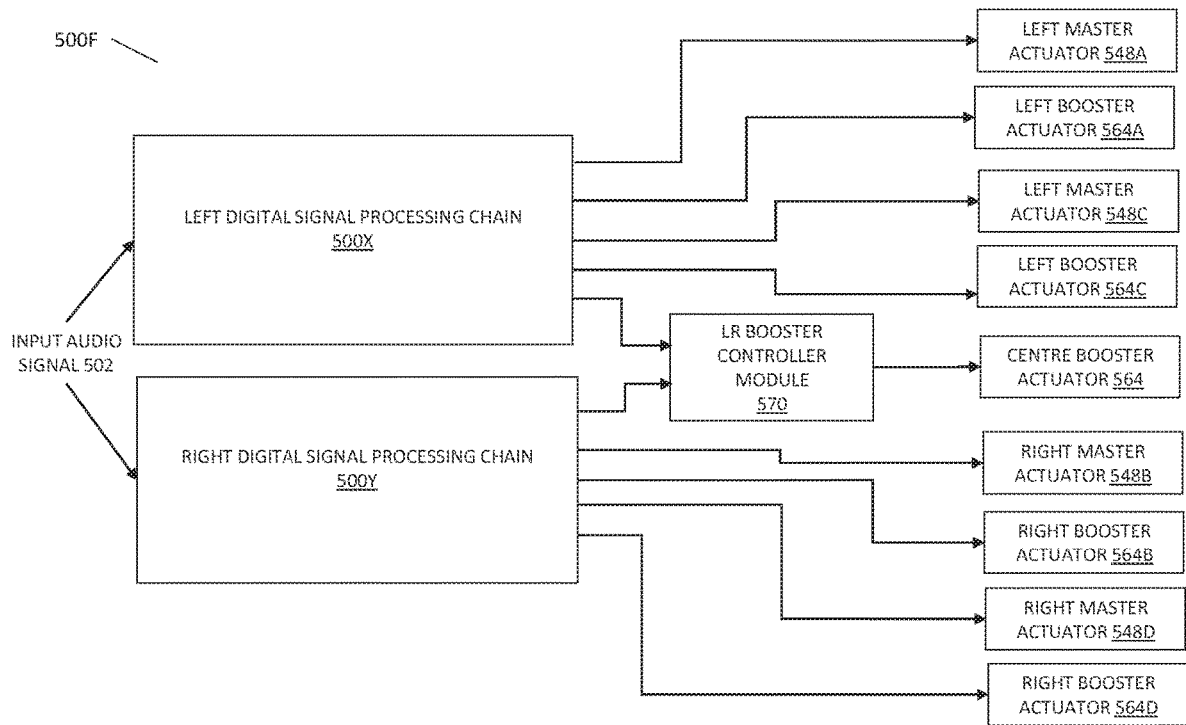 500F
LEFT MASTER
ACTUATOR 548A
LEFT BOOSTER
ACTUATOR 564A
LEFT DIGITAL SIGNAL PROCESSING CHAIN
500X
LEFT MASTER
ACTUATOR 548C
LEFT BOOSTER
ACTUATOR 564C
INPUT AUDIO
SIGNAL 502
LR BOOSTER
CONTROLLER
MODULE
570
CENTRE BOOSTER
ACTUATOR 564
RIGHT DIGITAL SIGNAL PROCESSING CHAIN
500Y
RIGHT MASTER
ACTUATOR 548B
RIGHT BOOSTER
ACTUATOR 564B
RIGHT MASTER
ACTUATOR 548D
RIGHT BOOSTER
ACTUATOR 564D